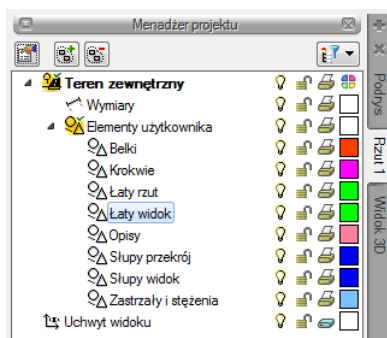 Menadżer projektu
Teren zewnętrzny
Wymiary
Elementy użytkownika
Belki
Krokwie
Łaty rzut
Łaty widok
Opisy
Słupy przekrój
Słupy widok
Zastrzały i stężenia
Uchwyt widoku
Podrys
Rzut 1
Widok 3D